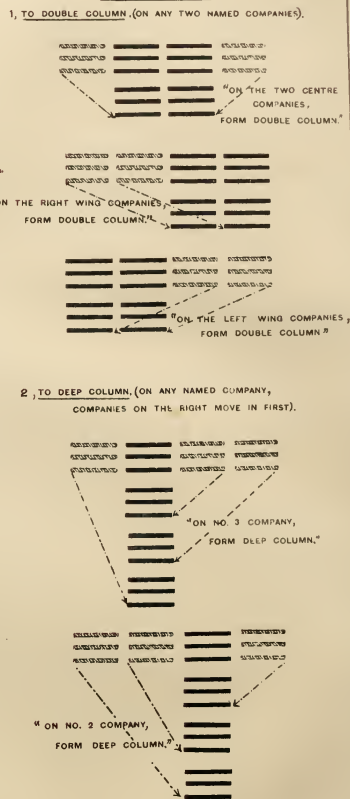 1, TO DOUBLE COLUMN. (ON ANY TWO NAMED COMPANIES).
"ON THE TWO CENTRE
COMPANIES,
FORM DOUBLE COLUMN."
ON THE RIGHT WING COMPANIES,
FORM DOUBLE COLUMN."
"ON THE LEFT WING COMPANIES,
FORM DOUBLE COLUMN"
2, TO DEEP COLUMN. (ON ANY NAMED COMPANY,
COMPANIES ON THE RIGHT MOVE IN FIRST).
"ON NO. 3 COMPANY,
FORM DEEP COLUMN."
"ON NO. 2 COMPANY,
FORM DEEP COLUMN."